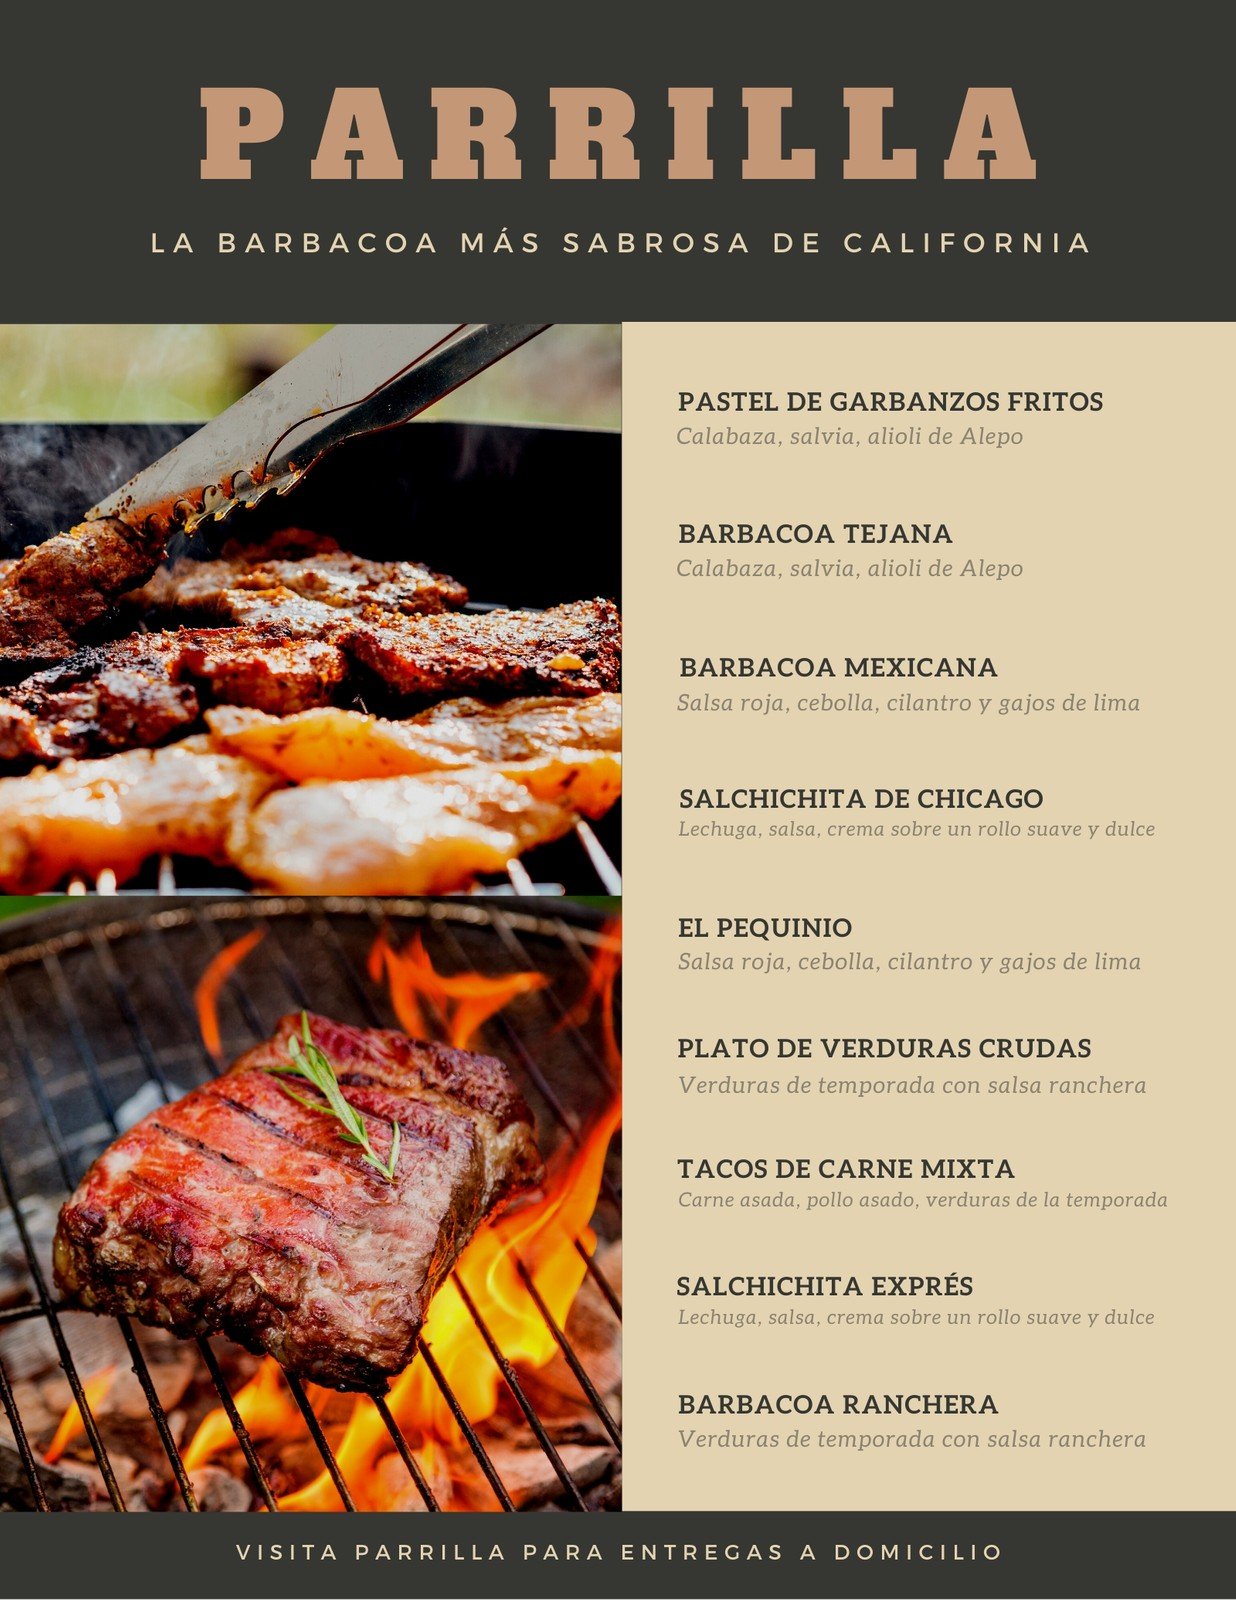 PARRILLA
LA BARBACOA MÁS SABROSA DE CALIFORNIA
PASTEL DE GARBANZOS FRITOS
Calabaza, salvia, alioli de Alepo
BARBACOA TEJANA
Calabaza, salvia, alioli de Alepo
BARBACOA MEXICANA
Salsa roja, cebolla, cilantro y gajos de lima
SALCHICHITA DE CHICAGO
Lechuga, salsa, crema sobre un rollo suave y dulce
EL PEQUINIO
Salsa roja, cebolla, cilantro y gajos de lima
PLATO DE VERDURAS CRUDAS
Verduras de temporada con salsa ranchera
TACOS DE CARNE MIXTA
Carne asada, pollo asado, verduras de la temporada
SALCHICHITA EXPRÉS
Lechuga, salsa, crema sobre un rollo suave y dulce
BARBACOA RANCHERA
Verduras de temporada con salsa ranchera
VISITA PARRILLA PARA ENTREGAS A DOMICILIO